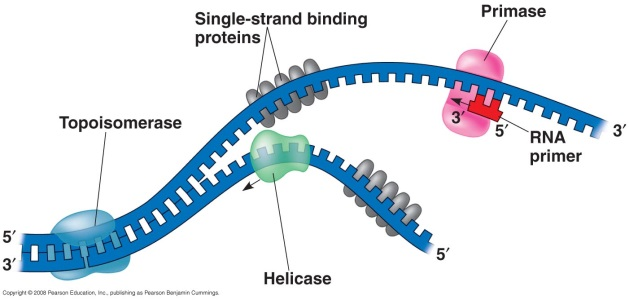 Single-strand binding
proteins
Primase
Topoisomerase
3′
5′
RNA
primer
3′
5′
3′
5′
Helicase
Copyright © 2008 Pearson Education, Inc., publishing as Pearson Benjamin Cummings.